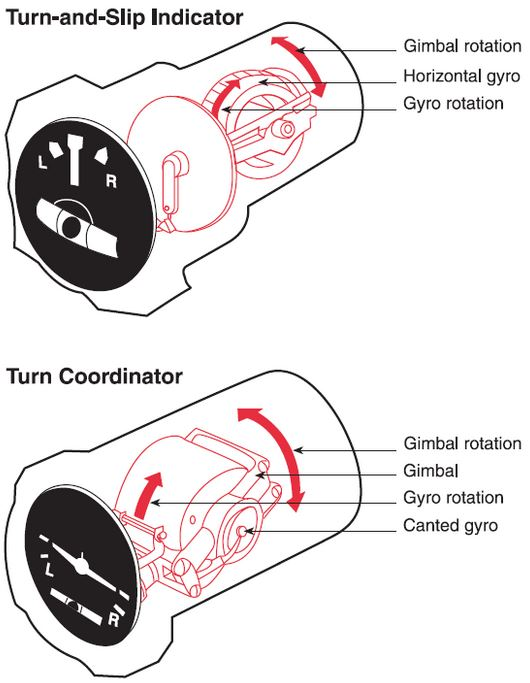 Turn-and-Slip Indicator
Gimbal rotation
Horizontal gyro
Gyro rotation
L
R
Turn Coordinator
Gimbal rotation
Gimbal
Gyro rotation
Canted gyro
L
R